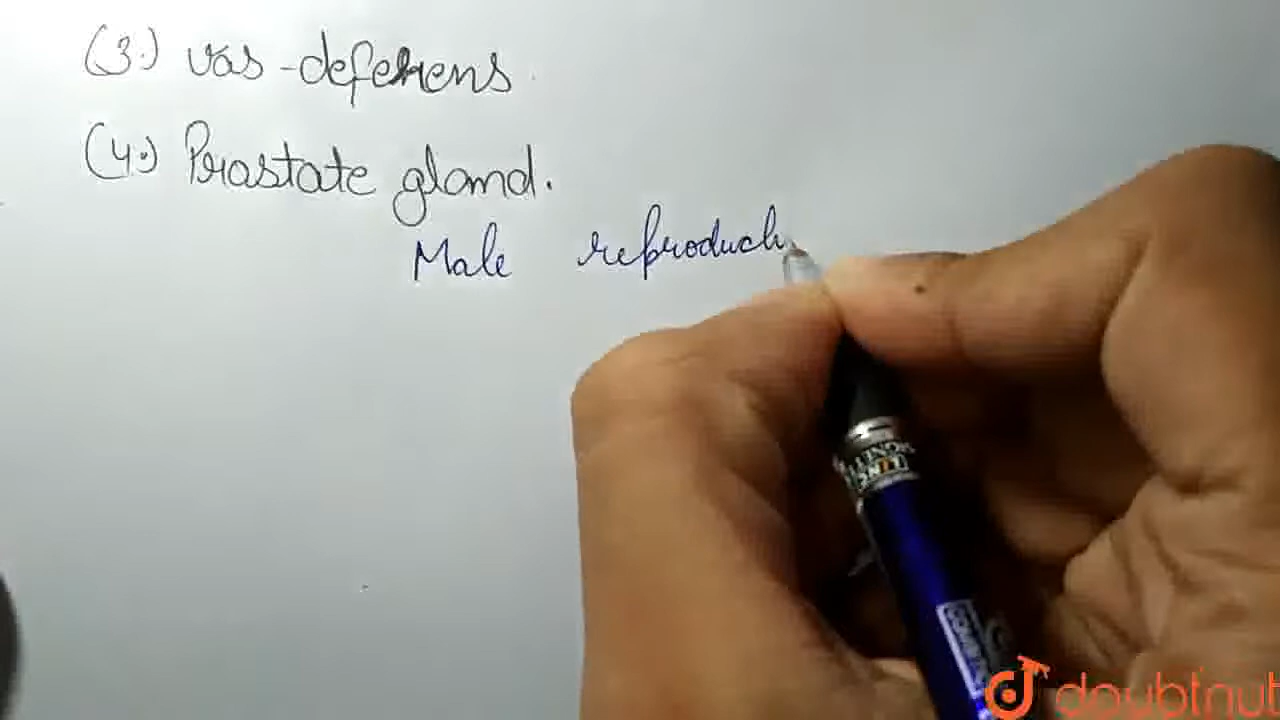 (3.) vas-deferens.
(4.) Prostate gland.
Male reproducti
doubtnut